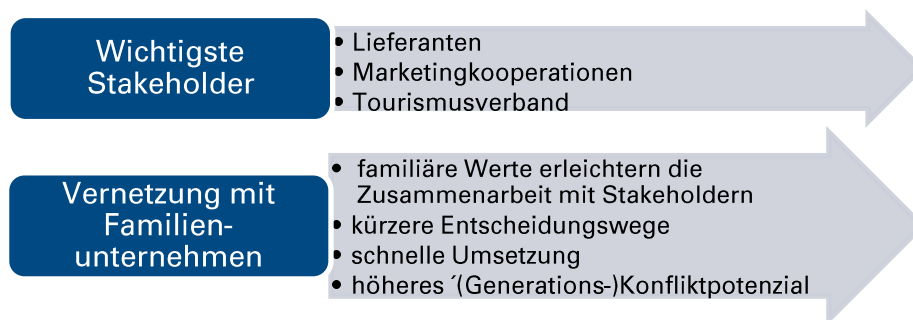 Wichtigste
Stakeholder
• Lieferanten
• Marketingkooperationen
• Tourismusverband
Vernetzung mit
Familien-
unternehmen
• familiäre Werte erleichtern die
Zusammenarbeit mit Stakeholdern
• kürzere Entscheidungswege
• schnelle Umsetzung
• höheres ´(Generations-)Konfliktpotenzial